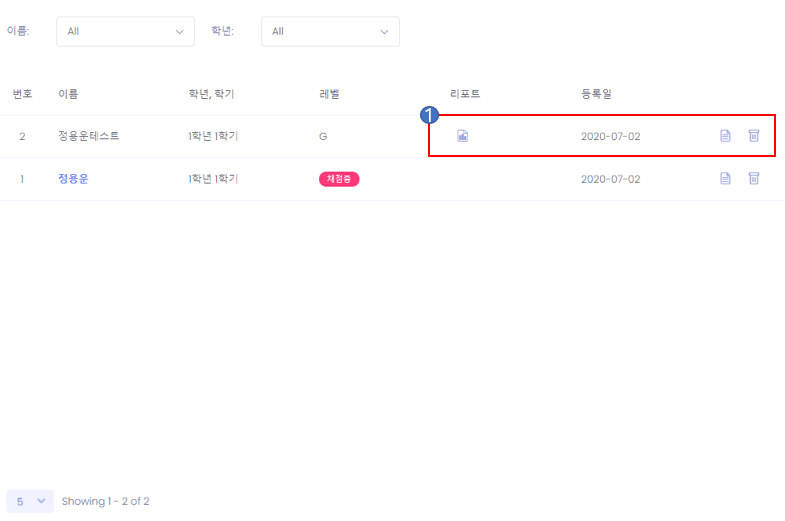 이름: All 학년: All
번호 이름 학년, 학기 레벨 리포트 등록일
1
2 정용운테스트 1학년 1학기 G 2020-07-02
1 정용운 1학년 1학기 채점중 2020-07-02
5 Showing 1 - 2 of 2